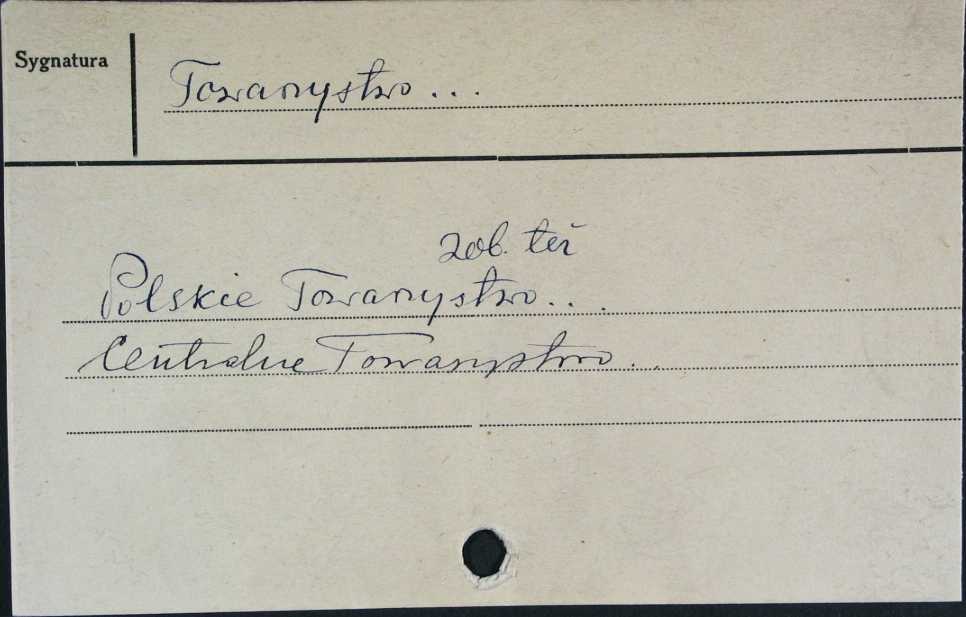 Sygnatura
Towarzystwo ...
zob. też
Polskie Towarzystwo ...
Centralne Towarzystwo ...